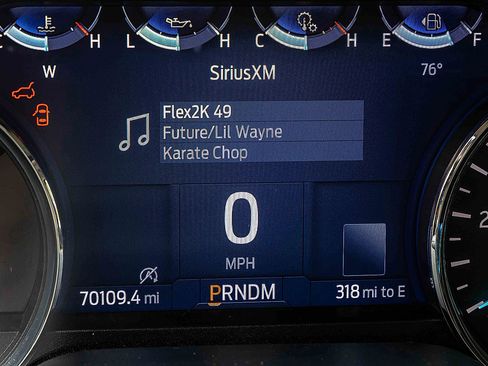 C H L H C H E F
W SiriusXM 76°
Flex2K 49
Future/Lil Wayne
Karate Chop
0
MPH
70109.4 mi PRNDM 318 mi to E